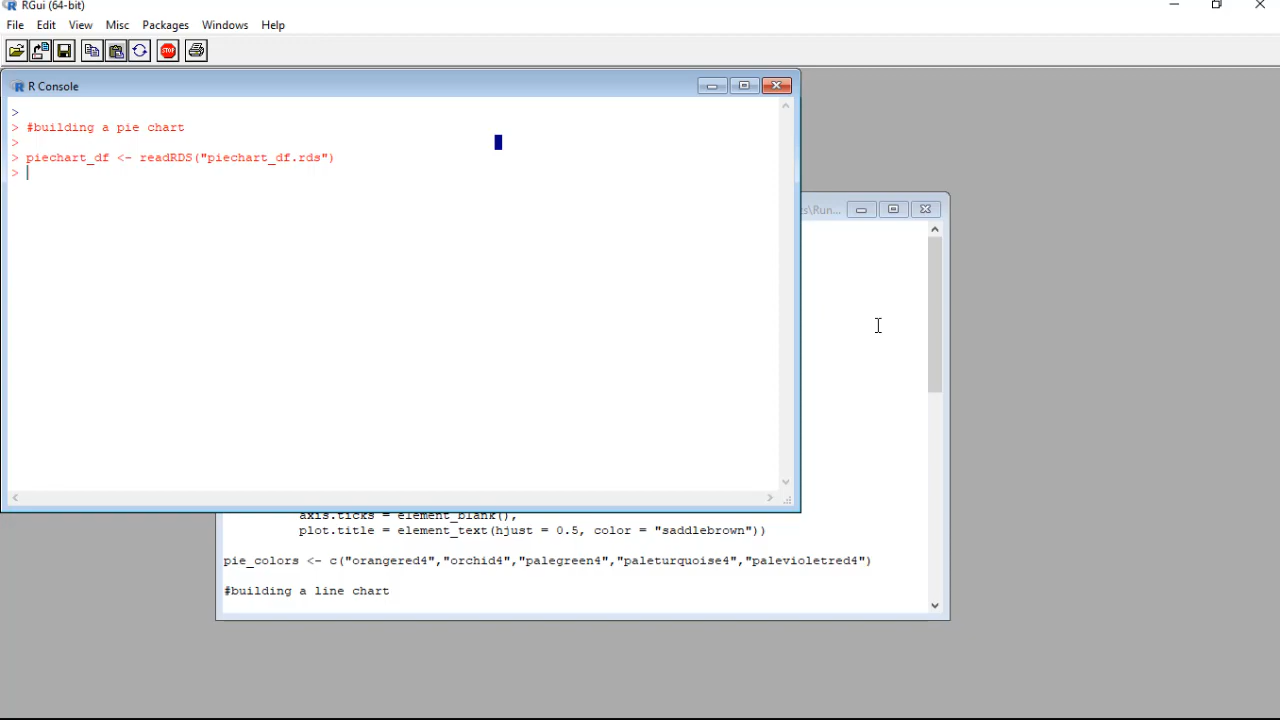 RGui (64-bit)
File Edit View Misc Packages Windows Help
STOP
R Console
>
> #building a pie chart
>
> piechart_df <- readRDS("piechart_df.rds")
>
s\Run...
axis.ticks = element_blank(),
plot.title = element_text(hjust = 0.5, color = "saddlebrown"))
pie_colors <- c("orangered4","orchid4","palegreen4","paleturquoise4","palevioletred4")
#building a line chart